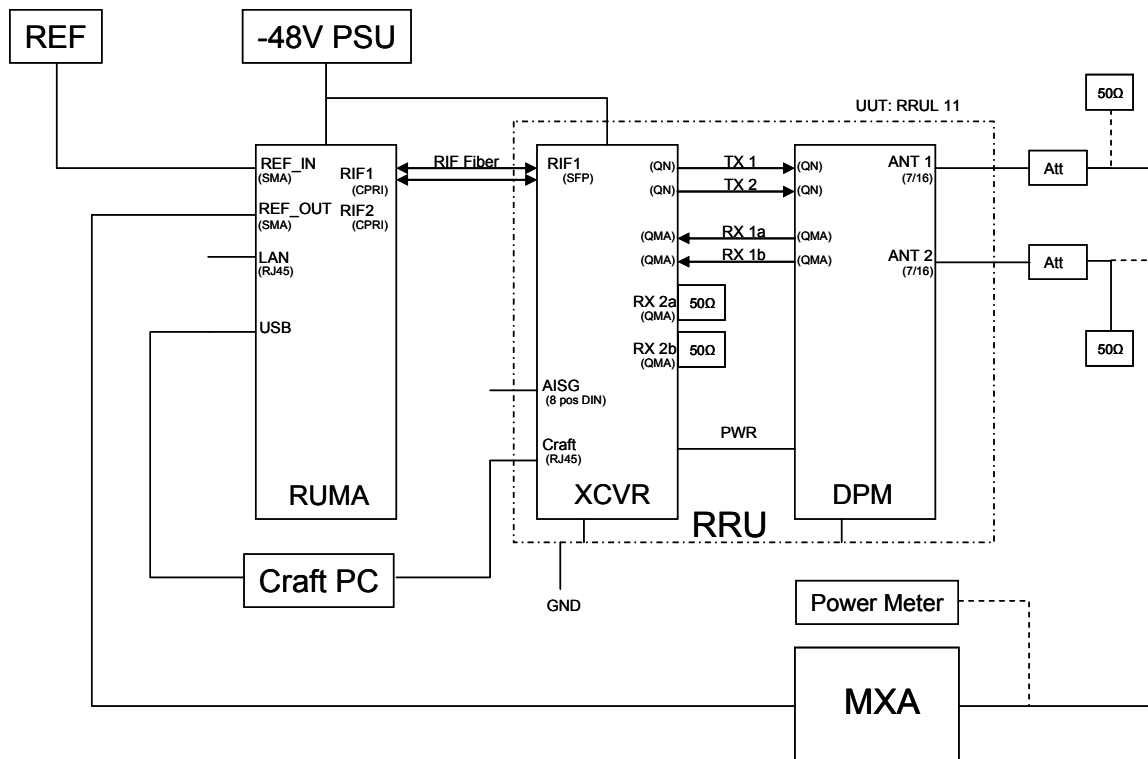 REF
-48V PSU
50Ω
UUT: RRUL 11
REF_IN
(SMA)
RIF1
(CPRI)
RIF Fiber
RIF1
(SFP)
(QN)
TX 1
(QN)
ANT 1
(7/16)
Att
(QN)
TX 2
(QN)
REF_OUT
(SMA)
RIF2
(CPRI)
(QMA)
RX 1a
(QMA)
(QMA)
RX 1b
(QMA)
ANT 2
(7/16)
Att
LAN
(RJ45)
RX 2a
(QMA)
50Ω
USB
RX 2b
(QMA)
50Ω
50Ω
AISG
(8 pos DIN)
Craft
(RJ45)
PWR
RUMA
XCVR
DPM
RRU
Craft PC
GND
Power Meter
MXA